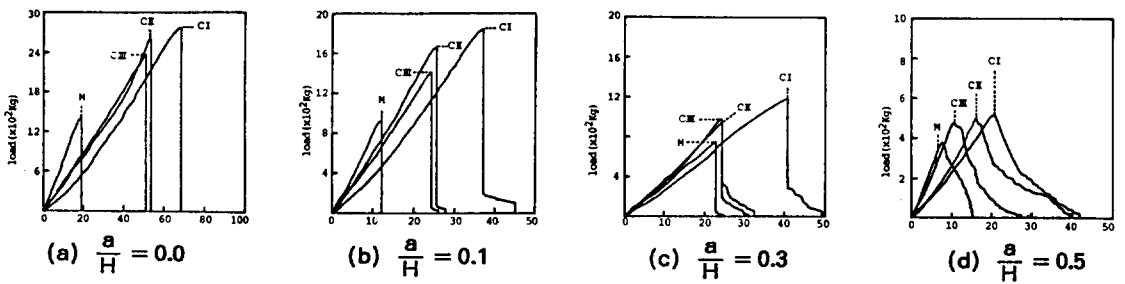 30
24
18
12
6
0
load(x10²Kg)
M
CⅢ
CⅡ
CI
0 20 40 60 80 100
(a) a/H = 0.0
20
16
12
8
4
load(x10²Kg)
M
CⅢ
CⅡ
CI
0 10 20 30 40 50
(b) a/H = 0.1
20
16
12
8
4
load(x10²Kg)
M
CⅢ
CⅡ
CI
0 10 20 30 40 50
(c) a/H = 0.3
10
8
6
4
2
load(x10²Kg)
M
CⅢ
CⅡ
CI
0 10 20 30 40 50
(d) a/H = 0.5